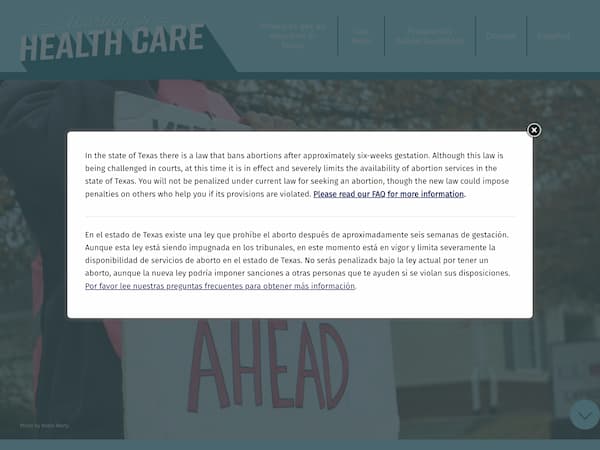 HEALTH CARE
Español
In the state of Texas there is a law that bans abortions after approximately six-weeks gestation. Although this law is
being challenged in courts, at this time it is in effect and severely limits the availability of abortion services in the
state of Texas. You will not be penalized under current law for seeking an abortion, though the new law could impose
penalties on others who help you if its provisions are violated. Please read our FAQ for more information.
En el estado de Texas existe una ley que prohíbe el aborto después de aproximadamente seis semanas de gestación.
Aunque esta ley está siendo impugnada en los tribunales, en este momento está en vigor y limita severamente la
disponibilidad de servicios de aborto en el estado de Texas. No serás penalizadx bajo la ley actual por tener un
aborto, aunque la nueva ley podría imponer sanciones a otras personas que te ayuden si se violan sus disposiciones.
Por favor lee nuestras preguntas frecuentes para obtener más información.
AHEAD